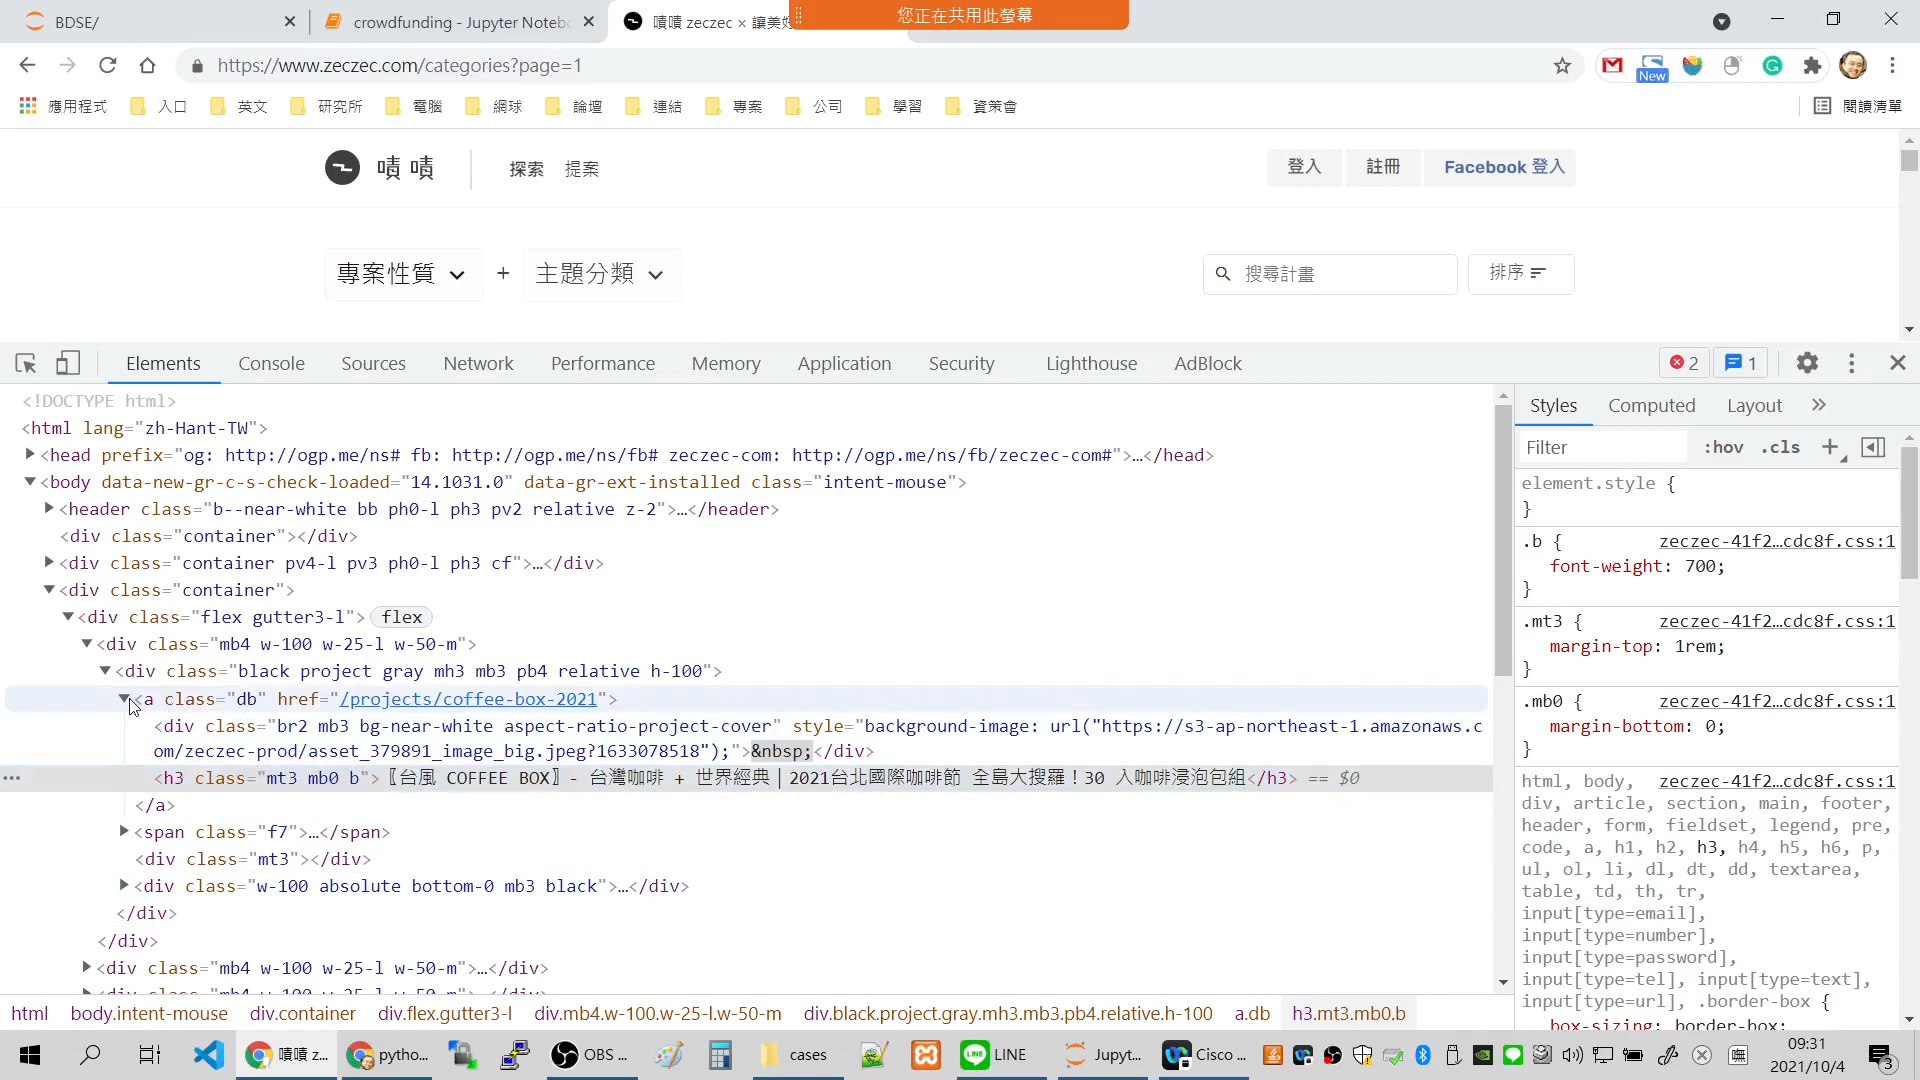 BDSE/
crowdfunding - Jupyter Noteb
嘖嘖 zeczec × 讓美好
您正在共用此螢幕
https://www.zeczec.com/categories?page=1
New
應用程式
入口
英文
研究所
電腦
網球
論壇
連結
專案
公司
學習
資策會
閱讀清單
嘖 嘖
探索
提案
登入
註冊
Facebook 登入
專案性質
+
主題分類
搜尋計畫
排序
Elements
Console
Sources
Network
Performance
Memory
Application
Security
Lighthouse
AdBlock
2
1
<!DOCTYPE html>
<html lang="zh-Hant-TW">
<head prefix="og: http://ogp.me/ns# fb: http://ogp.me/ns/fb# zeczec-com: http://ogp.me/ns/fb/zeczec-com#">…</head>
<body data-new-gr-c-s-check-loaded="14.1031.0" data-gr-ext-installed class="intent-mouse">
<header class="b--near-white bb ph0-l ph3 pv2 relative z-2">…</header>
<div class="container"></div>
<div class="container pv4-l pv3 ph0-l ph3 cf">…</div>
<div class="container">
<div class="flex gutter3-l"> flex
<div class="mb4 w-100 w-25-l w-50-m">
<div class="black project gray mh3 mb3 pb4 relative h-100">
<a class="db" href="/projects/coffee-box-2021">
<div class="br2 mb3 bg-near-white aspect-ratio-project-cover" style="background-image: url("https://s3-ap-northeast-1.amazonaws.c
om/zeczec-prod/asset_379891_image_big.jpeg?1633078518");">&nbsp;</div>
<h3 class="mt3 mb0 b">〖台風 COFFEE BOX〗- 台灣咖啡 + 世界經典｜2021台北國際咖啡節 全島大搜羅！30 入咖啡浸泡包組</h3> == $0
</a>
<span class="f7">…</span>
<div class="mt3"></div>
<div class="w-100 absolute bottom-0 mb3 black">…</div>
</div>
</div>
<div class="mb4 w-100 w-25-l w-50-m">…</div>
<div class="mb4 w-100 w-25-l w-50-m">…</div>
html
body.intent-mouse
div.container
div.flex.gutter3-l
div.mb4.w-100.w-25-l.w-50-m
div.black.project.gray.mh3.mb3.pb4.relative.h-100
a.db
h3.mt3.mb0.b
Styles
Computed
Layout
Filter
:hov
.cls
element.style {
}
.b { zeczec-41f2…cdc8f.css:1
font-weight: 700;
}
.mt3 { zeczec-41f2…cdc8f.css:1
margin-top: 1rem;
}
.mb0 { zeczec-41f2…cdc8f.css:1
margin-bottom: 0;
}
html, body, zeczec-41f2…cdc8f.css:1
div, article, section, main, footer,
header, form, fieldset, legend, pre,
code, a, h1, h2, h3, h4, h5, h6, p,
ul, ol, li, dl, dt, dd, textarea,
table, td, th, tr,
input[type=email],
input[type=number],
input[type=password],
input[type=tel], input[type=text],
input[type=url], .border-box {
box-sizing: border-box;
嘖嘖 z...
pytho...
OBS ...
cases
LINE
Jupyt...
Cisco ...
09:31
2021/10/4
3